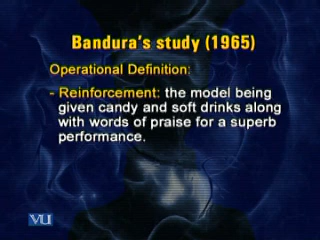 Bandura's study (1965)
Operational Definition:
- Reinforcement: the model being
given candy and soft drinks along
with words of praise for a superb
performance.
VU